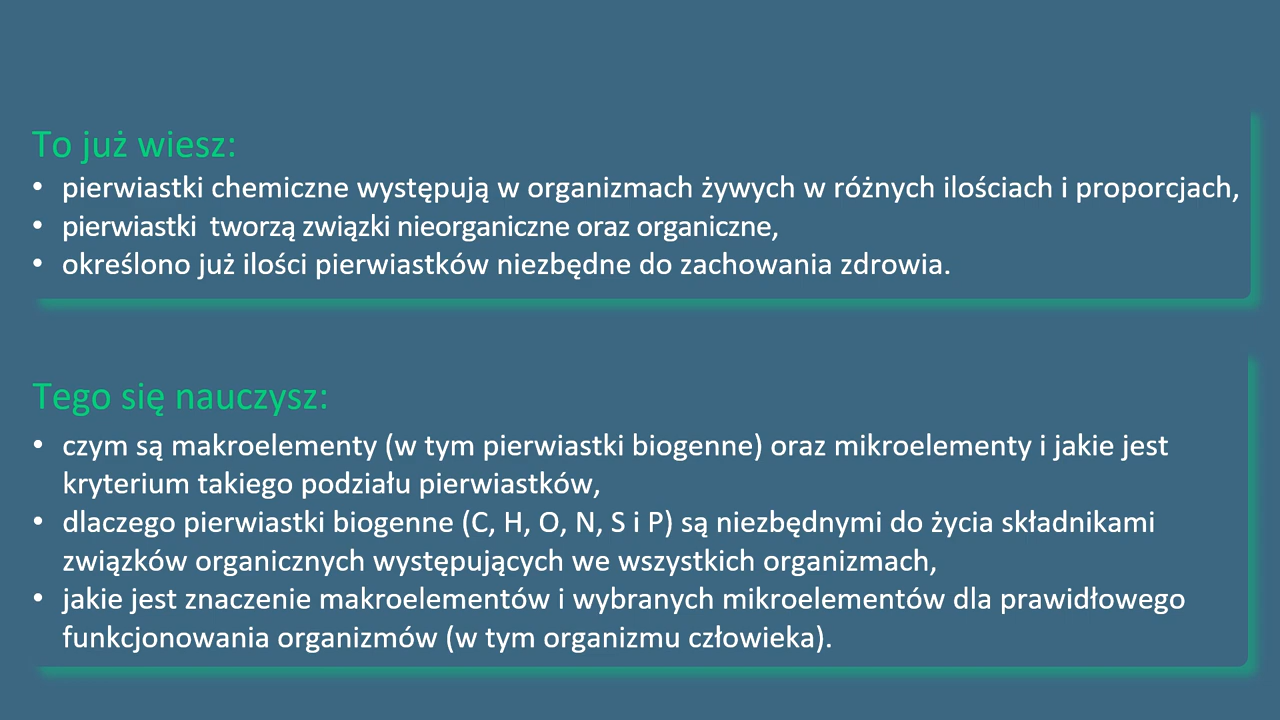 To już wiesz:
• pierwiastki chemiczne występują w organizmach żywych w różnych ilościach i proporcjach,
• pierwiastki  tworzą związki nieorganiczne oraz organiczne,
• określono już ilości pierwiastków niezbędne do zachowania zdrowia.
Tego się nauczysz:
• czym są makroelementy (w tym pierwiastki biogenne) oraz mikroelementy i jakie jest
kryterium takiego podziału pierwiastków,
• dlaczego pierwiastki biogenne (C, H, O, N, S i P) są niezbędnymi do życia składnikami
związków organicznych występujących we wszystkich organizmach,
• jakie jest znaczenie makroelementów i wybranych mikroelementów dla prawidłowego
funkcjonowania organizmów (w tym organizmu człowieka).